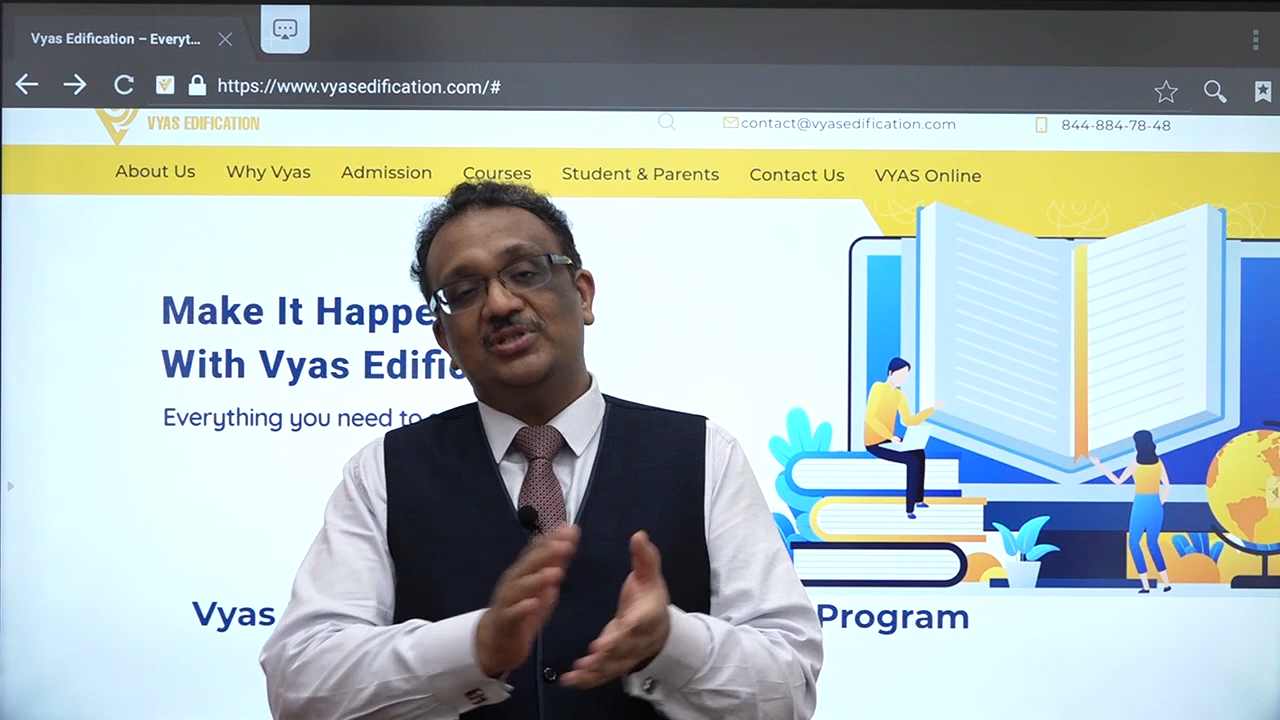 Vyas Edification – Everyt...
https://www.vyasedification.com/#
VYAS EDIFICATION
contact@vyasedification.com
844-884-78-48
About Us
Why Vyas
Admission
Courses
Student & Parents
Contact Us
VYAS Online
Make It Happe
With Vyas Edific
Everything you need to
Vyas
Program